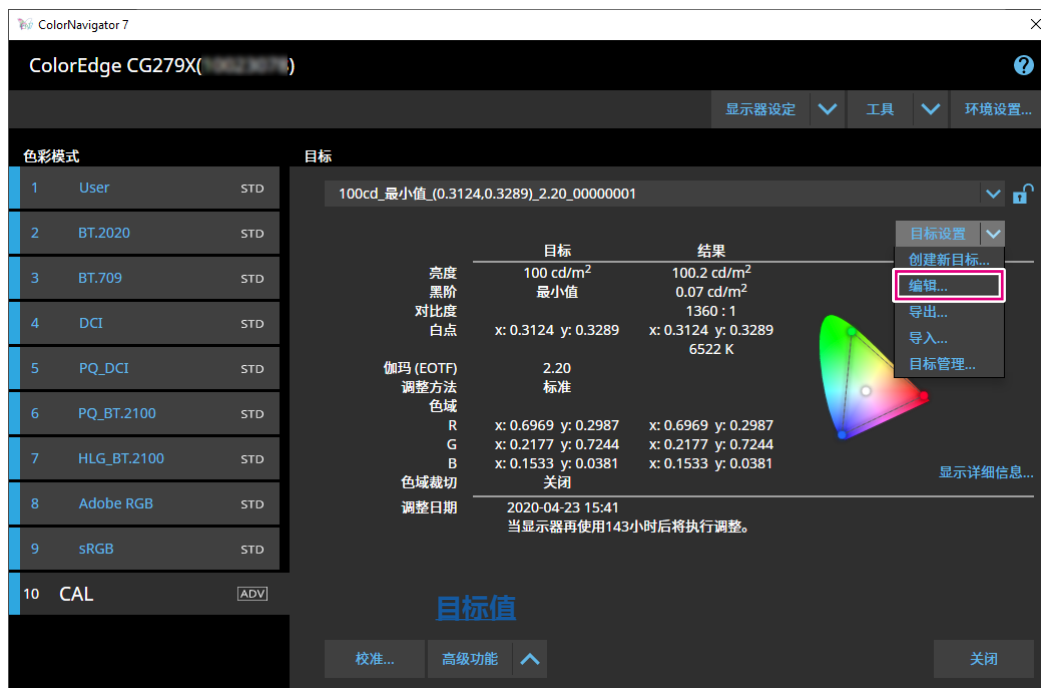 ColorNavigator 7
ColorEdge CG279X( )
显示器设定 工具 环境设置...
色彩模式
1 User STD
2 BT.2020 STD
3 BT.709 STD
4 DCI STD
5 PQ_DCI STD
6 PQ_BT.2100 STD
7 HLG_BT.2100 STD
8 Adobe RGB STD
9 sRGB STD
10 CAL ADV
目标
100cd_最小值_(0.3124,0.3289)_2.20_00000001
目标设置
创建新目标...
编辑...
导出...
导入...
目标管理...
目标 结果
亮度 100 cd/m² 100.2 cd/m²
黑阶 最小值 0.07 cd/m²
对比度 1360 : 1
白点 x: 0.3124 y: 0.3289 x: 0.3124 y: 0.3289
6522 K
伽玛 (EOTF) 2.20
调整方法 标准
色域
R x: 0.6969 y: 0.2987 x: 0.6969 y: 0.2987
G x: 0.2177 y: 0.7244 x: 0.2177 y: 0.7244
B x: 0.1533 y: 0.0381 x: 0.1533 y: 0.0381
色域裁切 关闭
显示详细信息...
调整日期 2020-04-23 15:41
当显示器再使用143小时后将执行调整。
目标值
校准... 高级功能 关闭